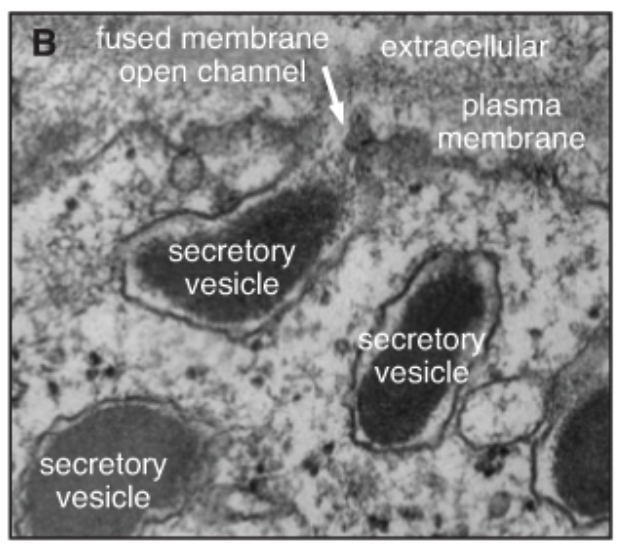 B
fused membrane
open channel
extracellular
plasma
membrane
secretory
vesicle
secretory
vesicle
secretory
vesicle